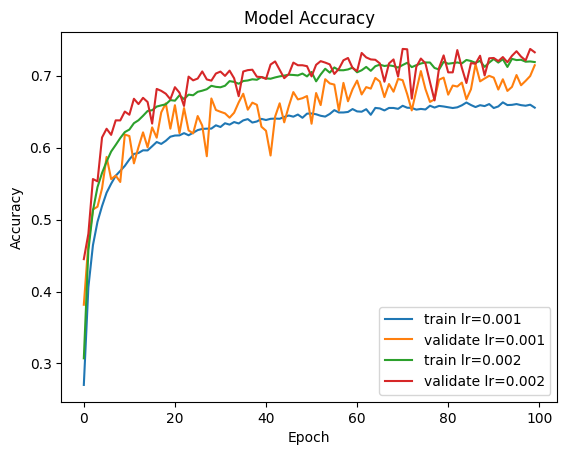 Model Accuracy
Accuracy
0.7
0.6
0.5
0.4
0.3
0
20
40
60
80
100
Epoch
train lr=0.001
validate lr=0.001
train lr=0.002
validate lr=0.002